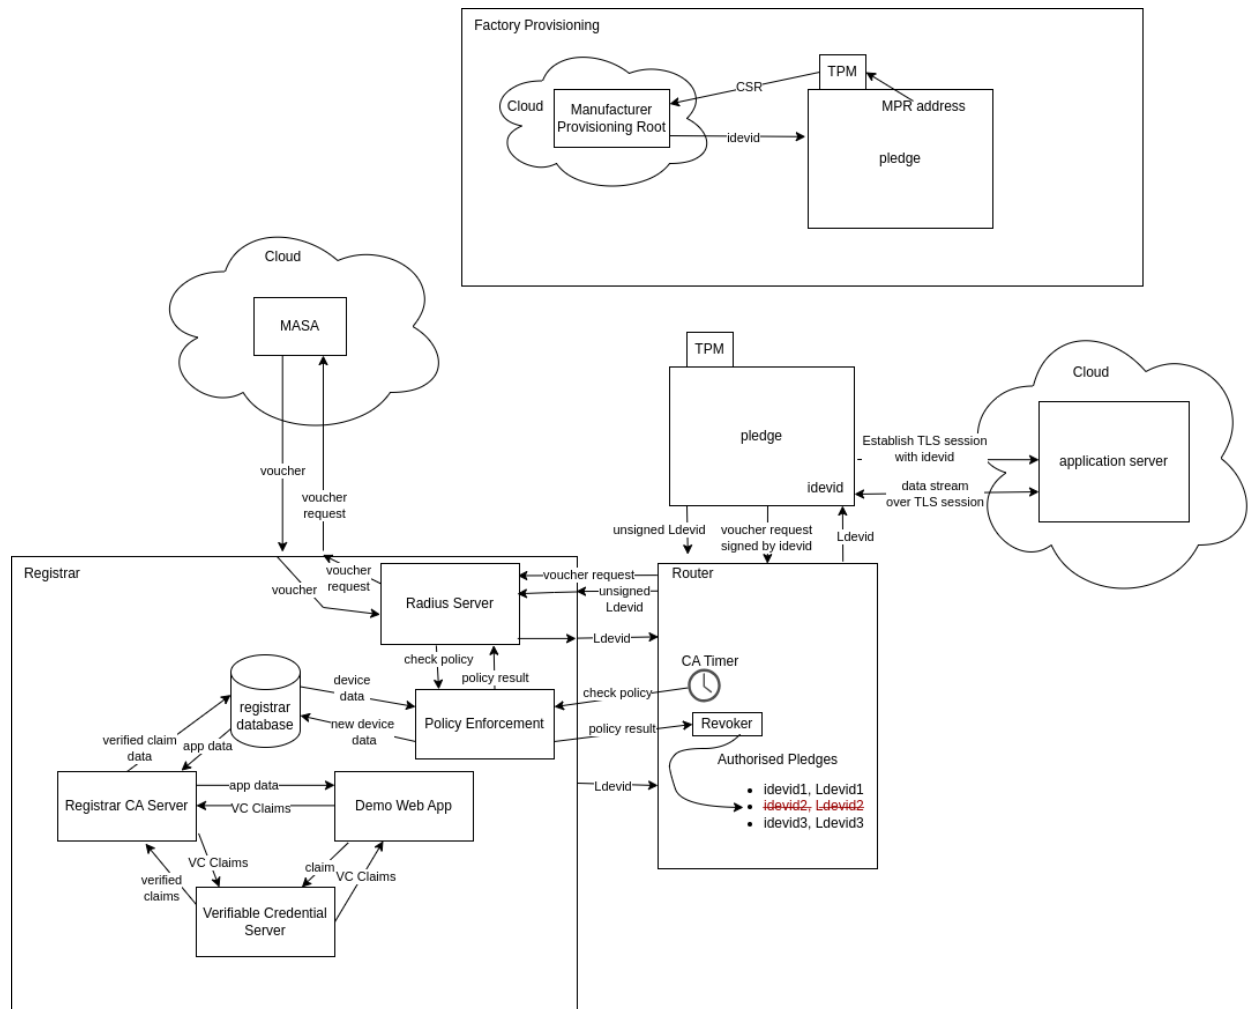 Factory Provisioning
TPM
CSR
Cloud
Manufacturer
Provisioning Root
MPR address
idevid
pledge
Cloud
MASA
TPM
Cloud
pledge
Establish TLS session
with idevid
application server
voucher
idevid
data stream
over TLS session
voucher
request
unsigned Ldevid
voucher request
signed by idevid
Ldevid
Registrar
voucher
request
voucher request
Router
voucher
Radius Server
unsigned
Ldevid
Ldevid
check policy
policy result
CA Timer
device
data
check policy
registrar
database
new device
data
Policy Enforcement
policy result
Revoker
verified claim
data
app data
Authorised Pledges
app data
Ldevid
• idevid1, Ldevid1
Registrar CA Server
VC Claims
Demo Web App
• idevid2, Ldevid2
• idevid3, Ldevid3
VC Claims
claim
VC Claims
verified
claims
Verifiable Credential
Server